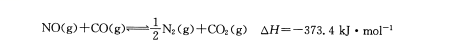 NO(g)+CO(g)⇌1/2N₂(g)+CO₂(g) ΔH=−373.4 kJ·mol⁻¹